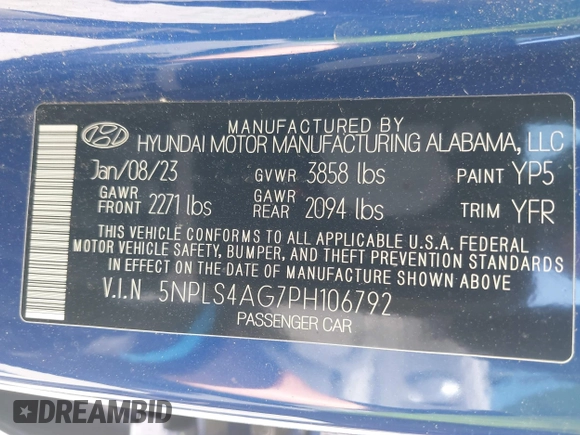 MANUFACTURED BY
HYUNDAI MOTOR MANUFACTURING ALABAMA, LLC
Jan/08/23 GVWR 3858 lbs PAINT YP5
GAWR FRONT 2271 lbs GAWR REAR 2094 lbs TRIM YFR
THIS VEHICLE CONFORMS TO ALL APPLICABLE U.S.A. FEDERAL
MOTOR VEHICLE SAFETY, BUMPER, AND THEFT PREVENTION STANDARDS
IN EFFECT ON THE DATE OF MANUFACTURE SHOWN ABOVE
V.I.N 5NPLS4AG7PH106792
PASSENGER CAR
DREAMBID